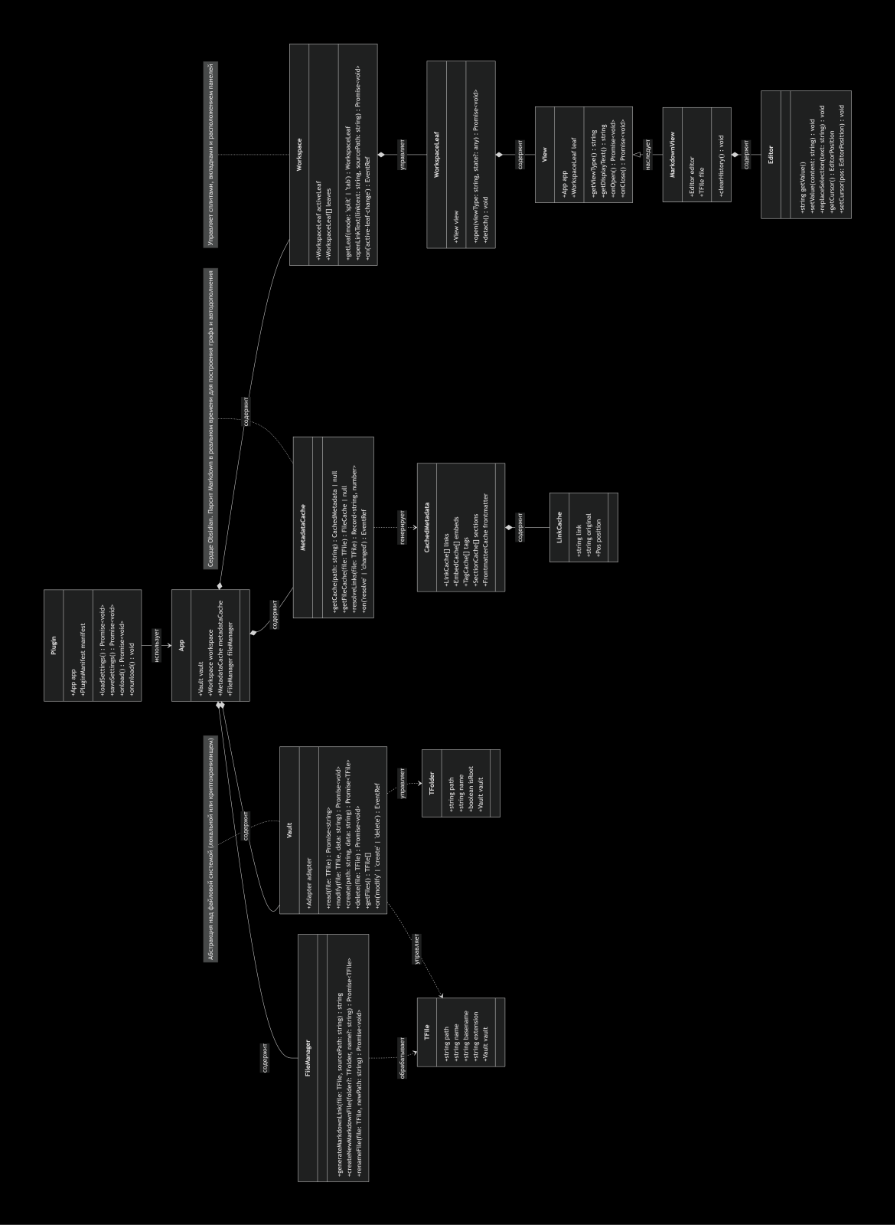 Plugin
+App app
+PluginManifest manifest
+loadSettings() : Promise<void>
+saveSettings() : Promise<void>
+onload() : Promise<void>
+onunload() : void
использует
App
+Vault vault
+Workspace workspace
+MetadataCache metadataCache
+FileManager fileManager
Абстракция над файловой системой (локальной или криптохранилищем)
Сердце Obsidian. Парсит Markdown в реальном времени для построения графа и автодополнения
Управляет сплитами, вкладками и расположением панелей
содержит
содержит
содержит
содержит
FileManager
+generateMarkdownLink(file: TFile, sourcePath: string) : string
+createNewMarkdownFile(folder?: TFolder, name?: string) : Promise<TFile>
+renameFile(file: TFile, newPath: string) : Promise<void>
Vault
+Adapter adapter
+read(file: TFile) : Promise<string>
+modify(file: TFile, data: string) : Promise<void>
+create(path: string, data: string) : Promise<TFile>
+delete(file: TFile) : Promise<void>
+getFiles() : TFile[]
+on('modify' | 'create' | 'delete') : EventRef
MetadataCache
+getCache(path: string) : CachedMetadata | null
+getFileCache(file: TFile) : FileCache | null
+resolveLinks(file: TFile) : Record<string, number>
+on('resolve' | 'changed') : EventRef
Workspace
+WorkspaceLeaf activeLeaf
+WorkspaceLeaf[] leaves
+getLeaf(mode: 'split' | 'tab') : WorkspaceLeaf
+openLinkText(linktext: string, sourcePath: string) : Promise<void>
+on('active-leaf-change') : EventRef
обрабатывает
управляет
управляет
генерирует
управляет
TFile
+string path
+string name
+string basename
+string extension
+Vault vault
TFolder
+string path
+string name
+boolean isRoot
+Vault vault
CachedMetadata
+LinkCache[] links
+EmbedCache[] embeds
+TagCache[] tags
+SectionCache[] sections
+FrontmatterCache frontmatter
WorkspaceLeaf
+View view
+open(viewType: string, state?: any) : Promise<void>
+detach() : void
содержит
содержит
LinkCache
+string link
+string original
+Pos position
View
+App app
+WorkspaceLeaf leaf
+getViewType() : string
+getDisplayText() : string
+onOpen() : Promise<void>
+onClose() : Promise<void>
наследует
MarkdownView
+Editor editor
+TFile file
+clearHistory() : void
содержит
Editor
+string getValue()
+setValue(content: string) : void
+replaceSelection(text: string) : void
+getCursor() : EditorPosition
+setCursor(pos: EditorPosition) : void